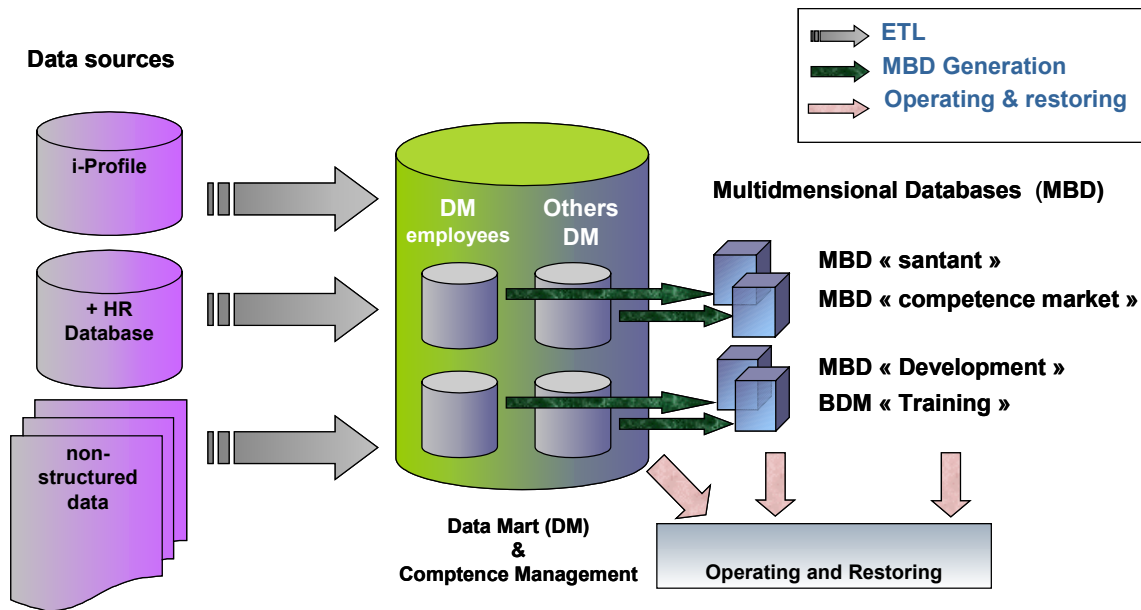 ETL
MBD Generation
Operating & restoring
Data sources
i-Profile
+ HR
Database
non-
structured
data
DM
employees
Others
DM
Multidmensional Databases (MBD)
MBD « santant »
MBD « competence market »
MBD « Development »
BDM « Training »
Data Mart (DM)
&
Comptence Management
Operating and Restoring